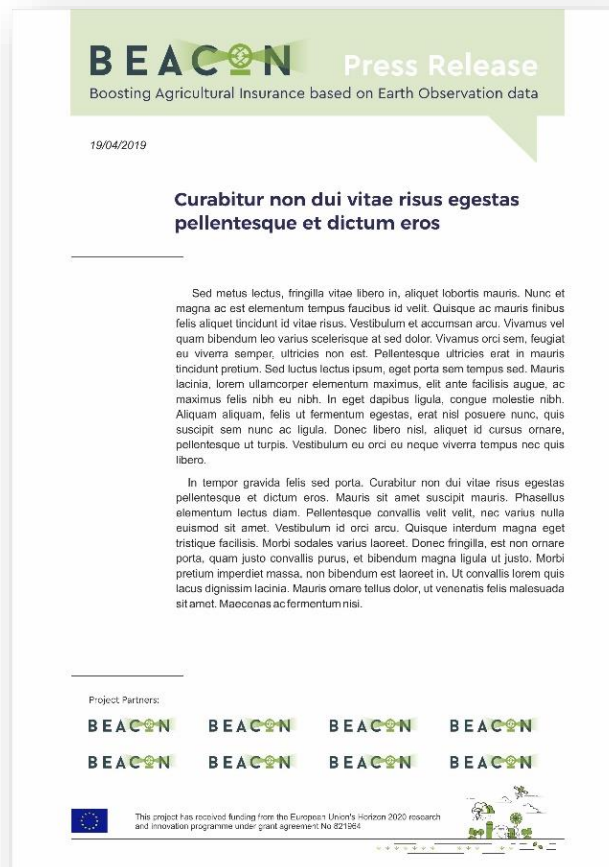 BEACON Press Release
Boosting Agricultural Insurance based on Earth Observation data
19/04/2019
Curabitur non dui vitae risus egestas
pellentesque et dictum eros
Sed metus lectus, fringilla vitae libero in, aliquet lobortis mauris. Nunc et
magna ac est elementum tempus faucibus id velit. Quisque ac mauris finibus
felis aliquet tincidunt id vitae risus. Vestibulum et accumsan arcu. Vivamus vel
quam bibendum leo varius scelerisque at sed dolor. Vivamus orci sem, feugiat
eu viverra semper, ultricies non est. Pellentesque ultricies erat in mauris
tincidunt pretium. Sed luctus lectus ipsum, eget porta sem tempus sed. Mauris
lacinia, lorem ullamcorper elementum maximus, elit ante facilisis augue, ac
maximus felis nibh eu nibh. In eget dapibus ligula, congue molestie nibh.
Aliquam aliquam, felis ut fermentum egestas, erat nisl posuere nunc, quis
suscipit sem nunc ac ligula. Donec libero nisl, aliquet id cursus ornare,
pellentesque ut turpis. Vestibulum eu orci eu neque viverra tempus nec quis
libero.
In tempor gravida felis sed porta. Curabitur non dui vitae risus egestas
pellentesque et dictum eros. Mauris sit amet suscipit mauris. Phasellus
elementum lectus diam. Pellentesque convallis velit velit, nec varius nulla
euismod sit amet. Vestibulum id orci arcu. Quisque interdum magna eget
tristique facilisis. Morbi sodales varius laoreet. Donec fringilla, est non ornare
porta, quam justo convallis purus, et bibendum magna ligula ut justo. Morbi
pretium imperdiet massa, non bibendum est laoreet in. Ut convallis lorem quis
lacus dignissim lacinia. Mauris ornare tellus dolor, ut venenatis felis malesuada
sit amet. Maecenas ac fermentum nisi.
Project Partners:
BEACON BEACON BEACON BEACON
BEACON BEACON BEACON BEACON
This project has received funding from the European Union's Horizon 2020 research
and innovation programme under grant agreement No 821964